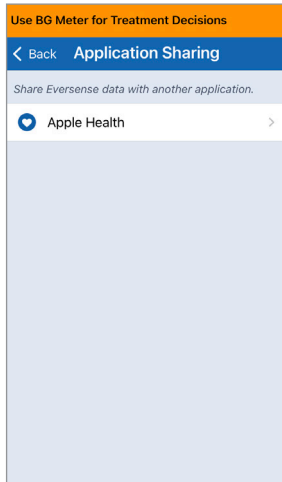 Use BG Meter for Treatment Decisions
Back Application Sharing
Share Eversense data with another application.
Apple Health